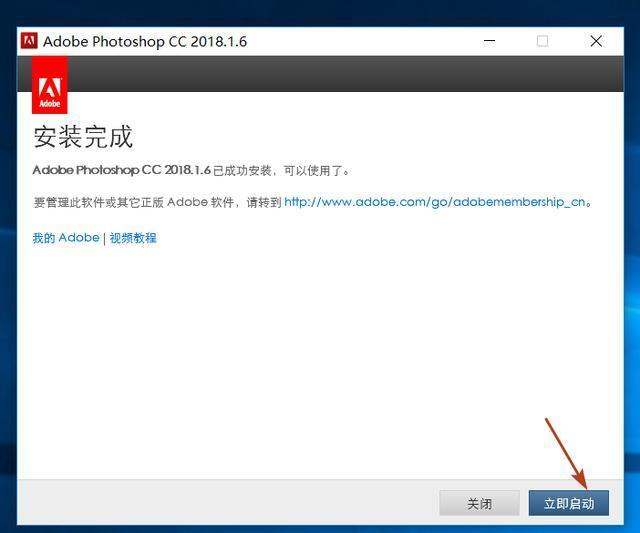 Adobe Photoshop CC 2018.1.6
Adobe
安装完成
Adobe Photoshop CC 2018.1.6 已成功安装，可以使用了。
要管理此软件或其它正版 Adobe 软件，请转到 http://www.adobe.com/go/adobemembership_cn。
我的 Adobe | 视频教程
关闭 立即启动